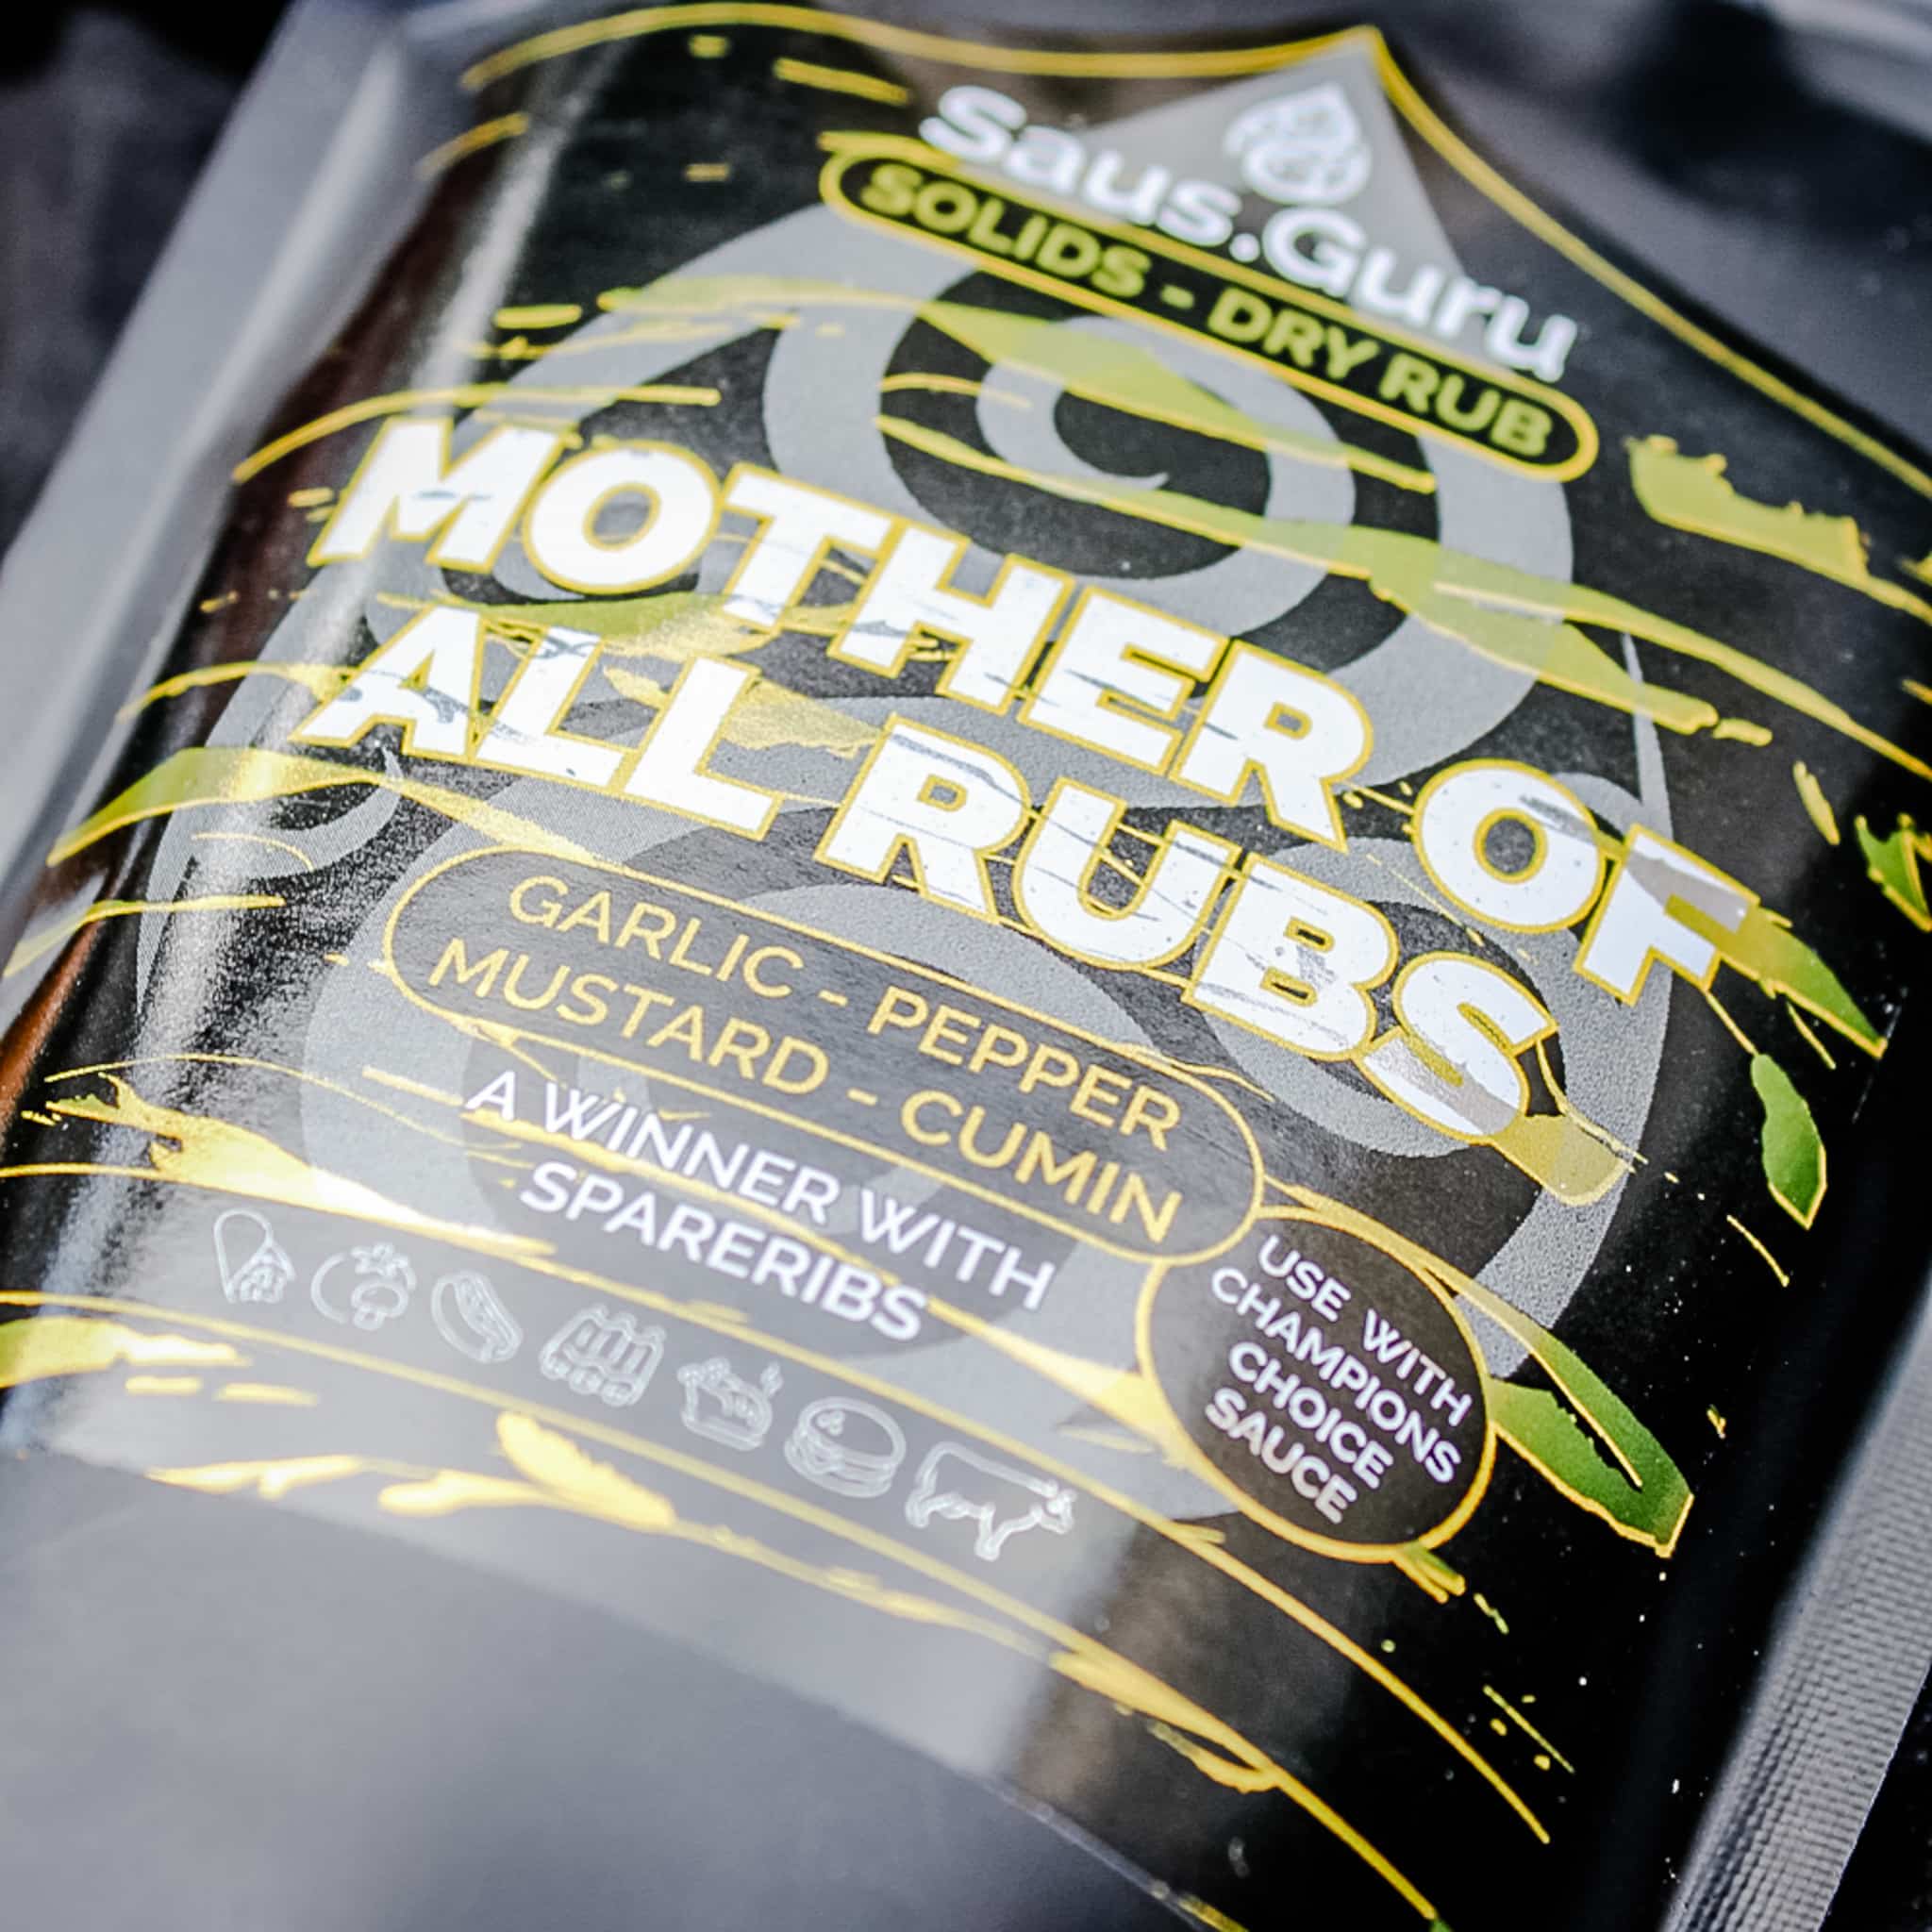 Saus.Guru
SOLIDS - DRY RUB
MOTHER OF
ALL RUBS
GARLIC - PEPPER
MUSTARD - CUMIN
A WINNER WITH
SPARERIBS
USE WITH
CHAMPIONS
CHOICE
SAUCE